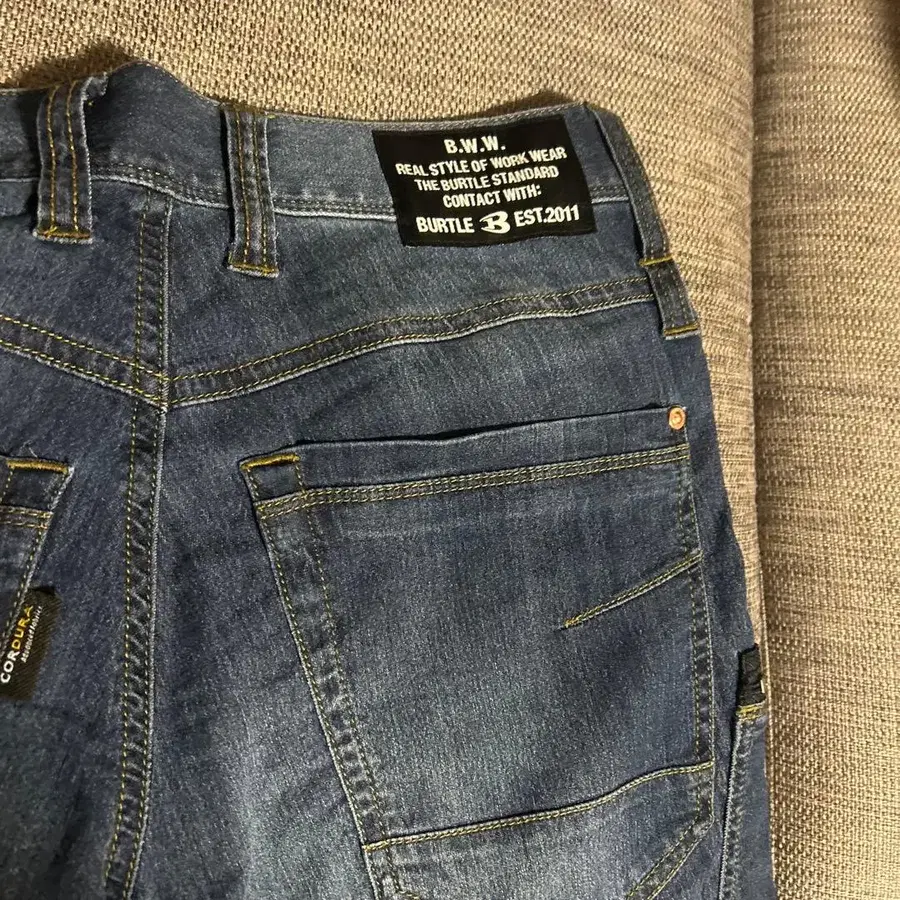 B.W.W.
REAL STYLE OF WORK WEAR
THE BURTLE STANDARD
CONTACT WITH:
BURTLE B EST.2011
CORDURA